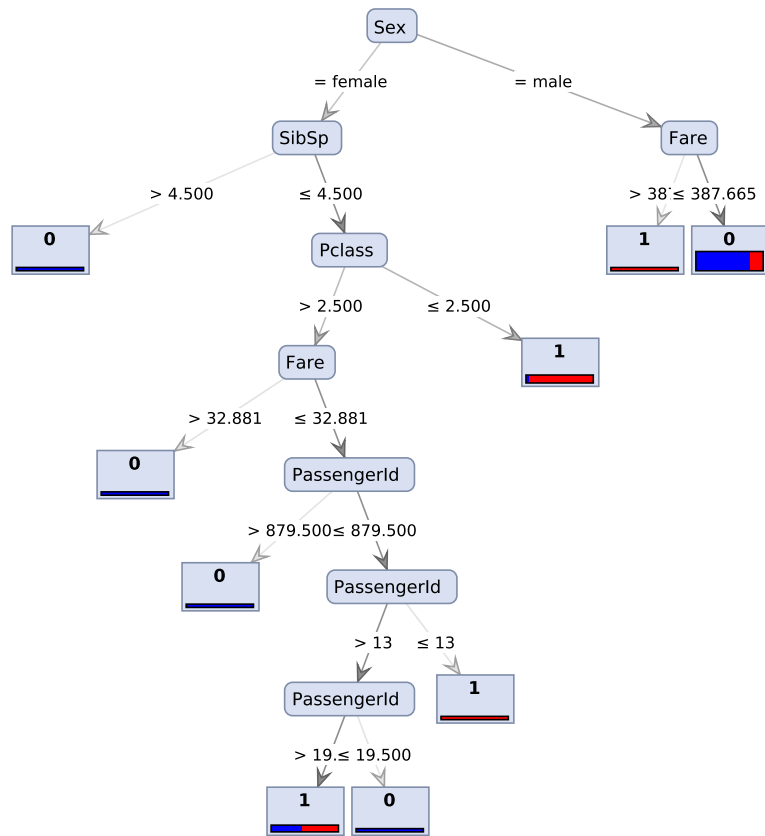 Sex
= female
= male
SibSp
Fare
> 4.500
≤ 4.500
> 387
≤ 387.665
0
Pclass
1
0
> 2.500
≤ 2.500
Fare
1
> 32.881
≤ 32.881
0
PassengerId
> 879.500
≤ 879.500
0
PassengerId
> 13
≤ 13
PassengerId
1
> 19.
≤ 19.500
1
0